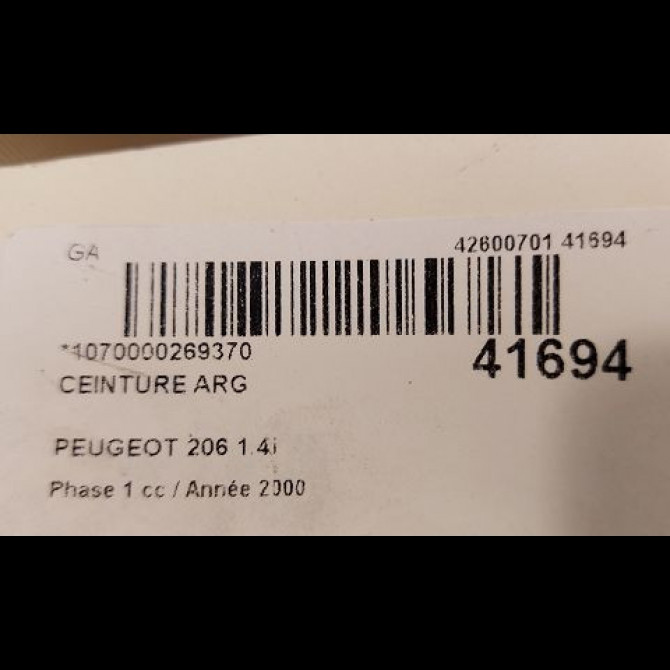 GA
42600701 41694
*1070000269370
41694
CEINTURE ARG
PEUGEOT 206 1.4i
Phase 1 cc / Année 2000